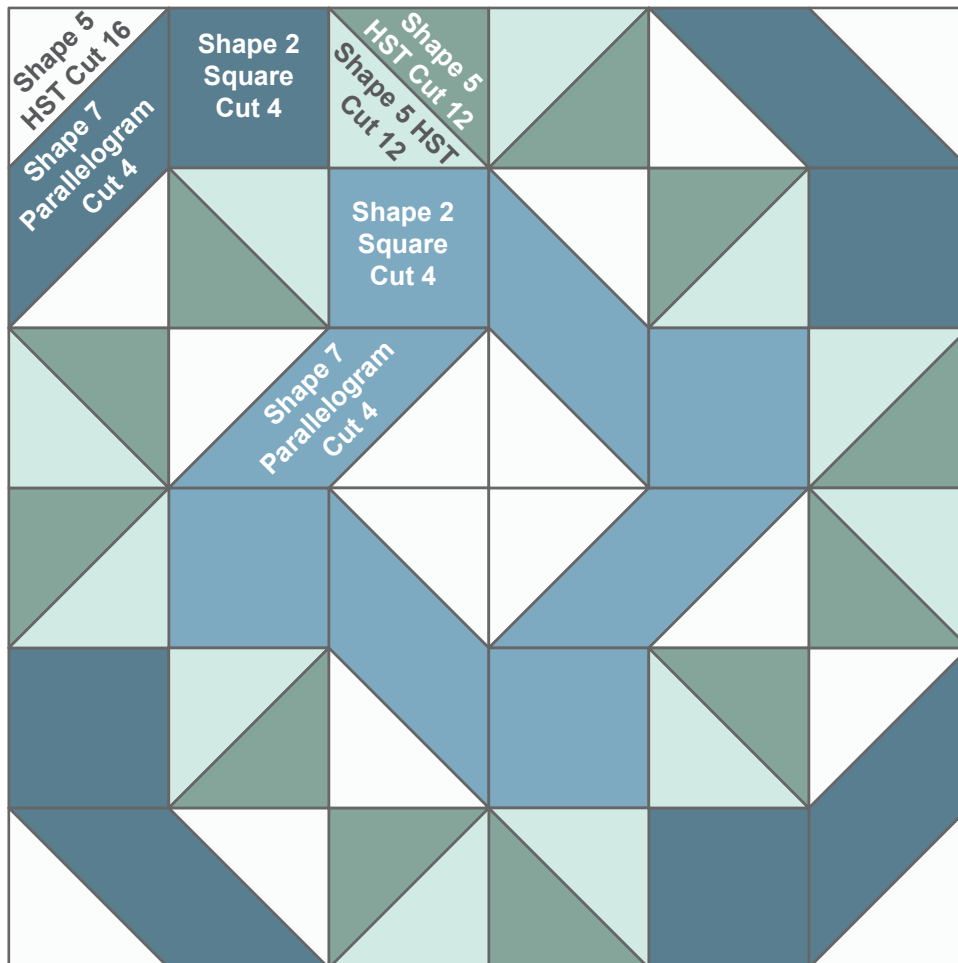 Shape 5
HST Cut 16
Shape 7
Parallelogram
Cut 4
Shape 2
Square
Cut 4
Shape 5
HST Cut 12
Shape 5 HST
Cut 12
Shape 2
Square
Cut 4
Shape 7
Parallelogram
Cut 4